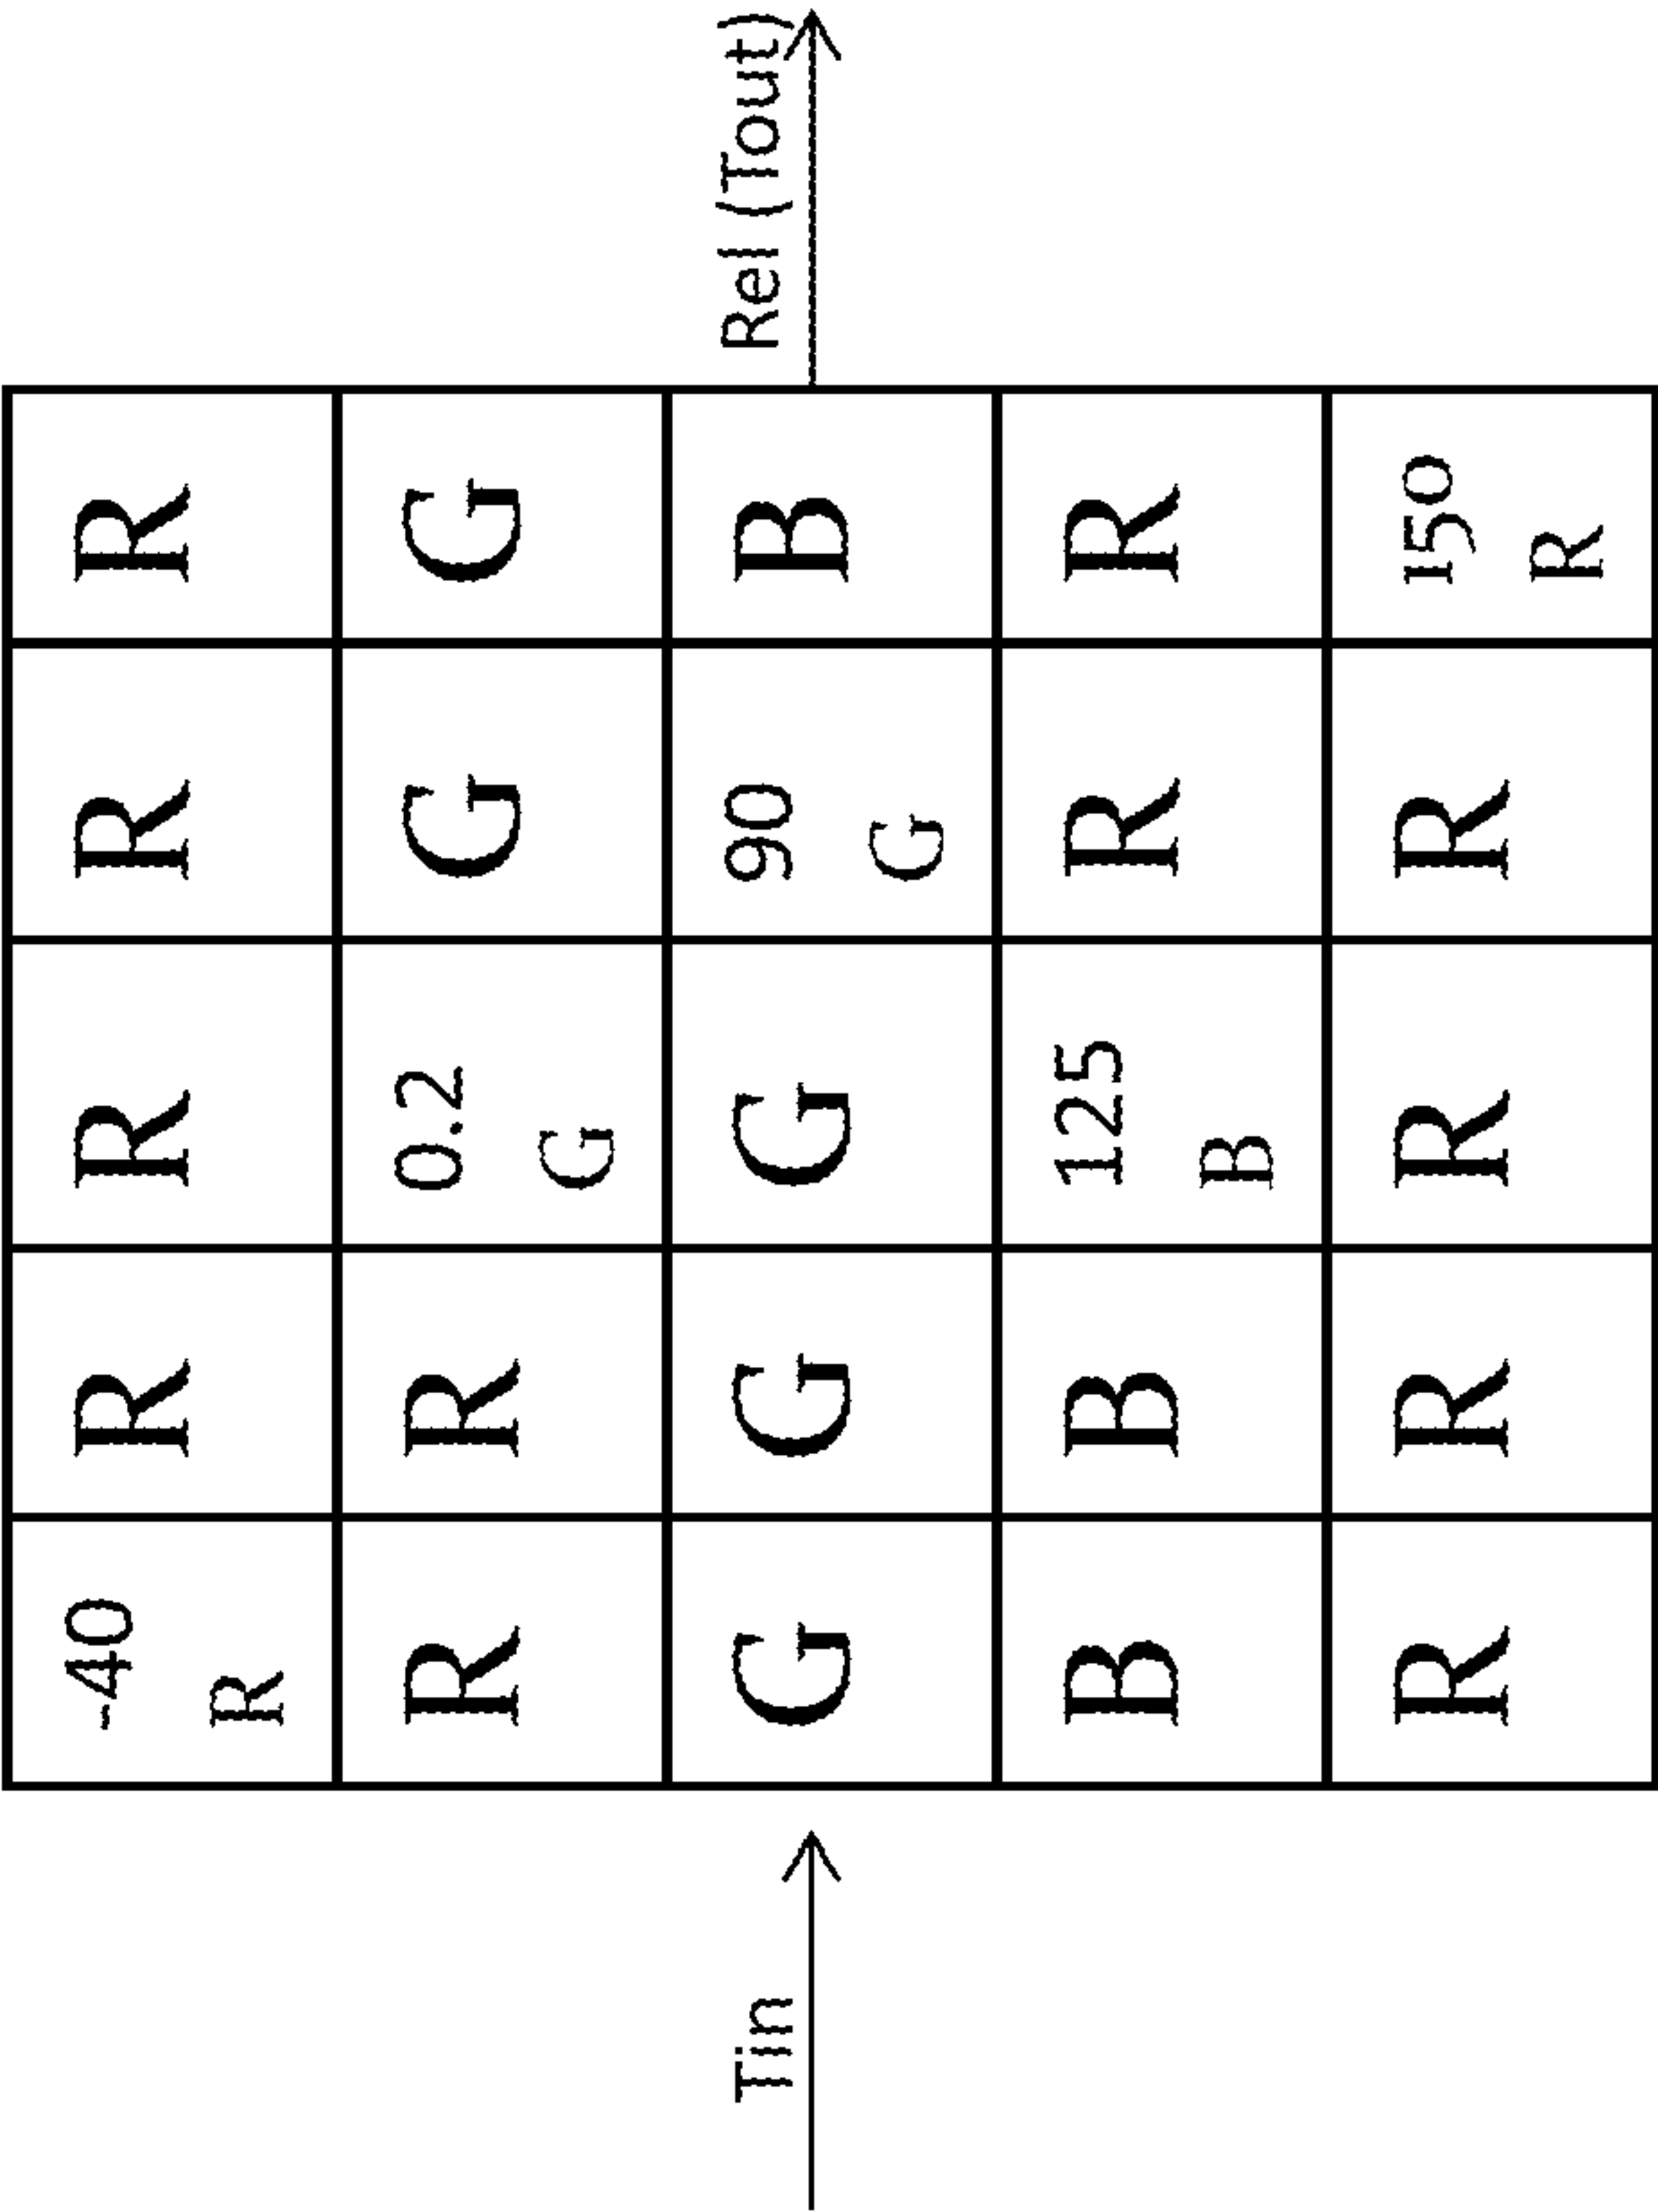 -40 R R R R
R
R R 0.2 G G
G
Tin G G G 90 B Rel (Tout)
G
B B 125 R R
B
R R R R 150
R